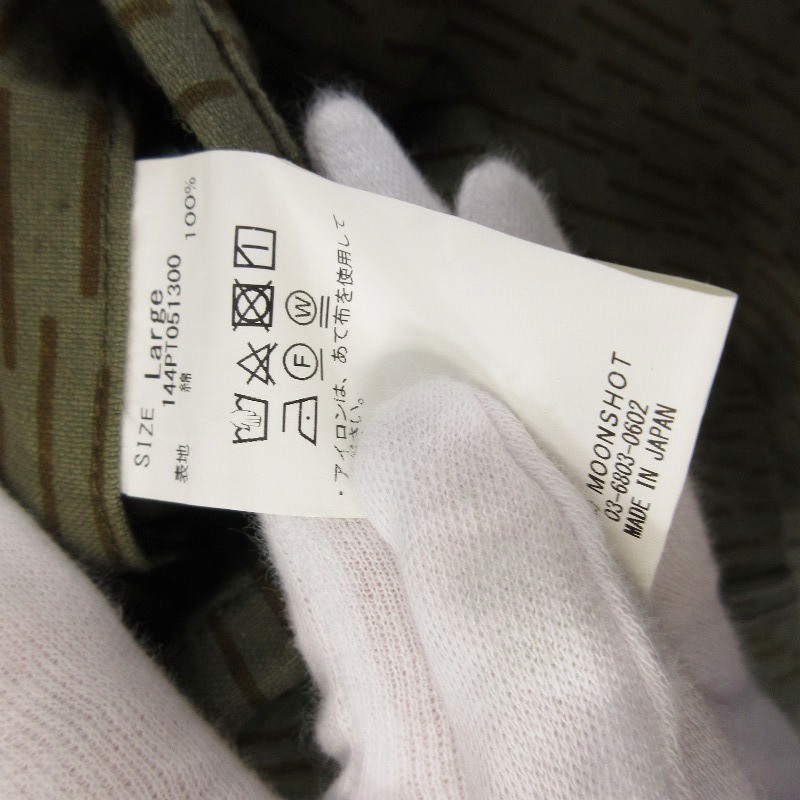 SIZE Large
144PT051300
表地 綿 100%
W
F
・アイロンは、あて布を使用して
ださい。
MOONSHOT
03-6803-0602
MADE IN JAPAN